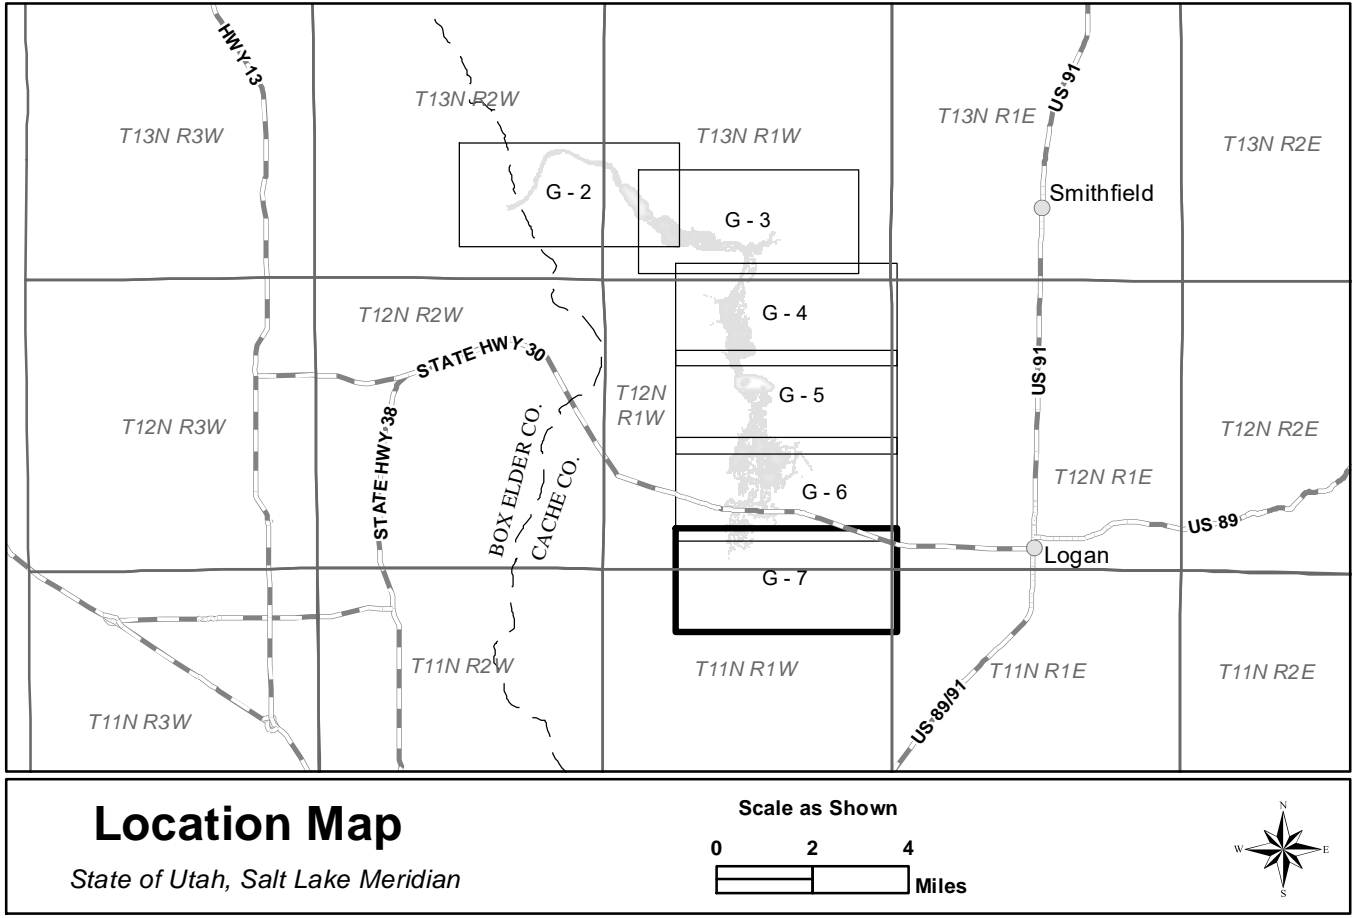 HWY 13
T13N R2W
T13N R3W
T13N R1W
T13N R1E
US 91
T13N R2E
Smithfield
G - 2
G - 3
T12N R2W
G - 4
STATE HWY 30
US 91
T12N
R1W
G - 5
STATE HWY 38
T12N R3W
BOX ELDER CO.
CACHE CO.
T12N R2E
T12N R1E
G - 6
US 89
Logan
G - 7
T11N R2W
T11N R1W
T11N R1E
T11N R2E
T11N R3W
US 89/91
Location Map
State of Utah, Salt Lake Meridian
Scale as Shown
0 2 4
Miles
N
W E
S